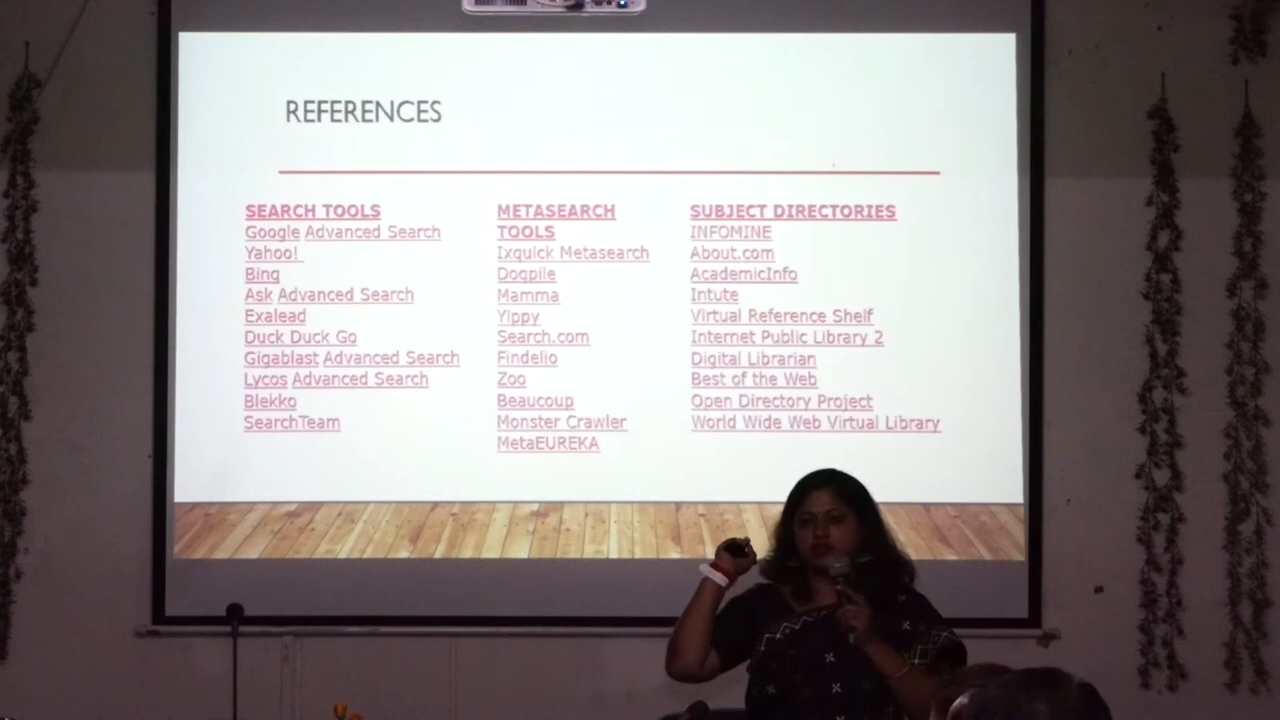 REFERENCES
SEARCH TOOLS
Google Advanced Search
Yahoo!
Bing
Ask Advanced Search
Exalead
Duck Duck Go
Gigablast Advanced Search
Lycos Advanced Search
Blekko
SearchTeam
METASEARCH
TOOLS
Ixquick Metasearch
Dogpile
Mamma
Yippy
Search.com
Findelio
Zoo
Beaucoup
Monster Crawler
MetaEUREKA
SUBJECT DIRECTORIES
INFOMINE
About.com
AcademicInfo
Intute
Virtual Reference Shelf
Internet Public Library 2
Digital Librarian
Best of the Web
Open Directory Project
World Wide Web Virtual Library